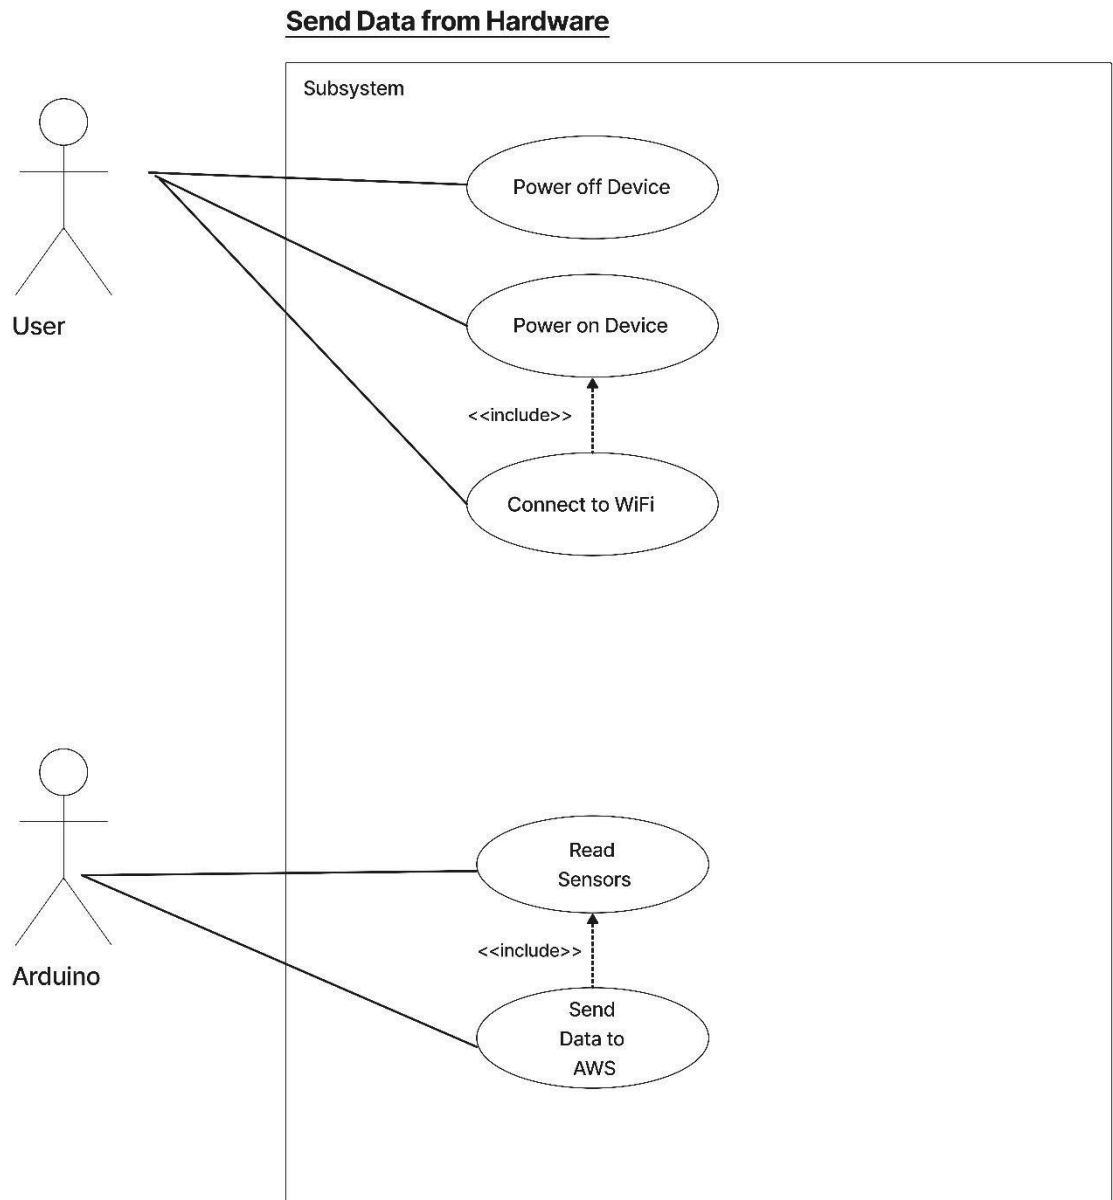 Send Data from Hardware
Subsystem
Power off Device
User
Power on Device
<<include>>
Connect to WiFi
Read
Sensors
<<include>>
Arduino
Send
Data to
AWS